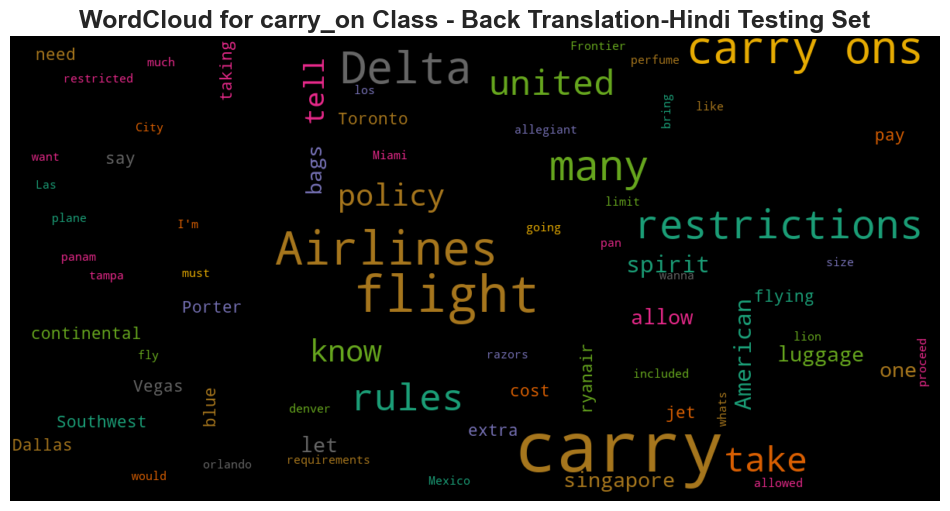 WordCloud for carry_on Class - Back Translation-Hindi Testing Set
carry ons
need
Frontier
much
taking
Delta
perfume
restricted
tell
united
los
bring
like
City
Toronto
allegiant
pay
want
say
bags
Miami
many
Las
policy
limit
plane
I'm
going
restrictions
pan
Airlines
panam
tampa
must
spirit
wanna
size
flight
Porter
allow
American
flying
continental
know
razors
lion
fly
ryanair
luggage
proceed
Vegas
included
one
blue
rules
cost
whats
Southwest
denver
jet
extra
Dallas
let
carry
take
orlando
requirements
would
Mexico
singapore
allowed